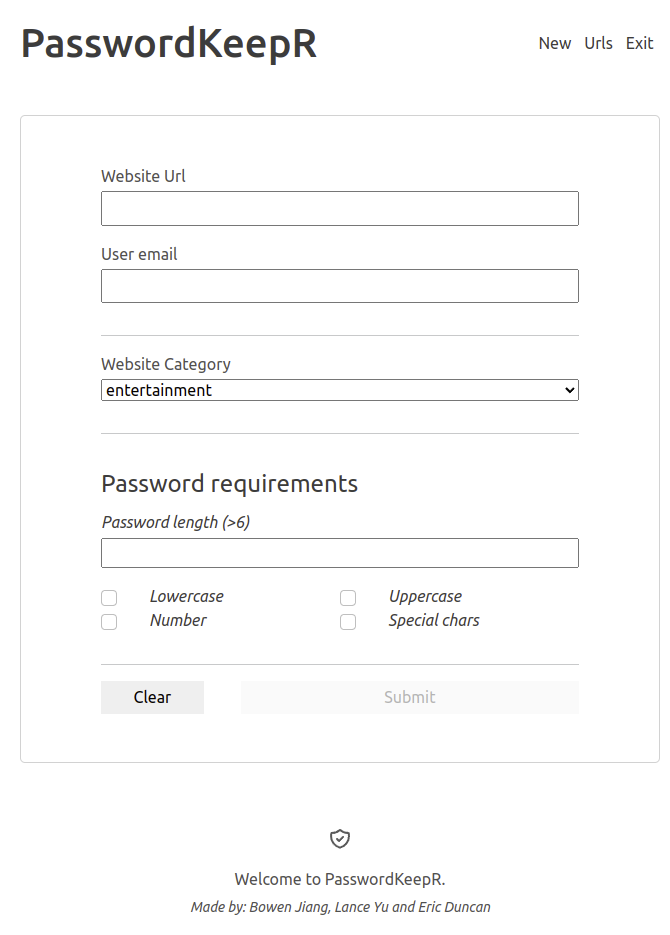 PasswordKeepR
New Urls Exit
Website Url
User email
Website Category
entertainment
Password requirements
Password length (>6)
Lowercase Uppercase
Number Special chars
Clear Submit
Welcome to PasswordKeepR.
Made by: Bowen Jiang, Lance Yu and Eric Duncan